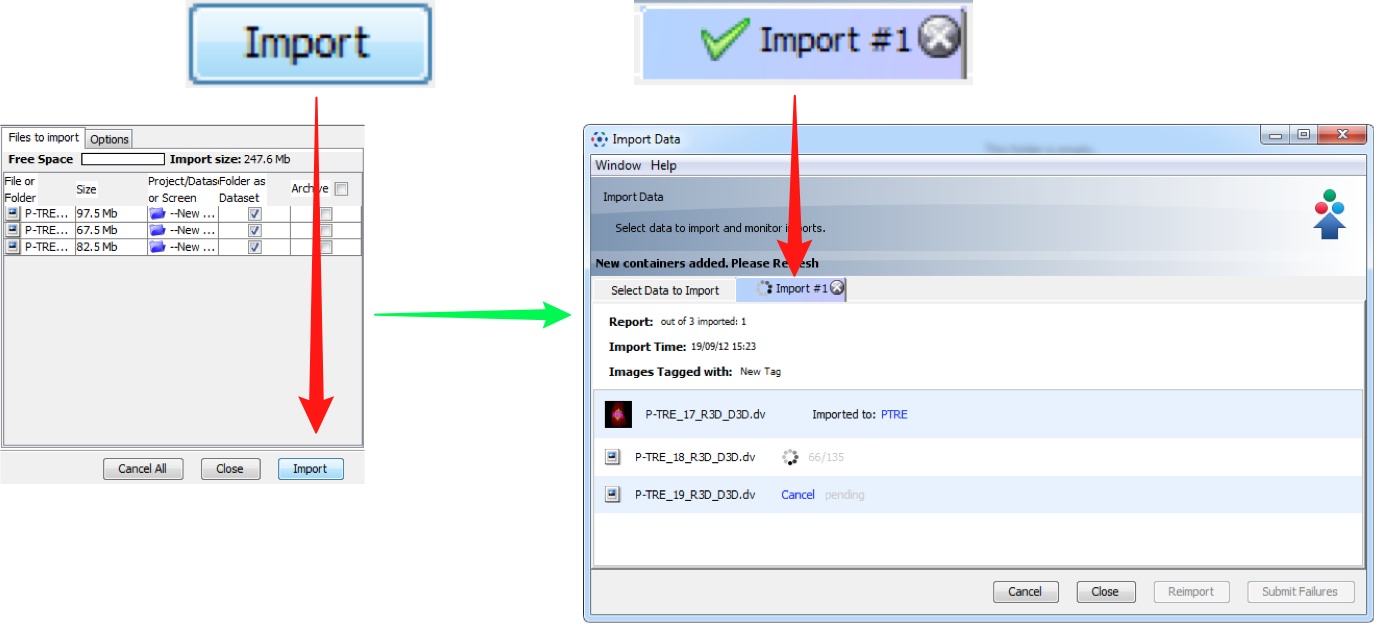 Import
Import #1
Files to import Options
Free Space Import size: 247.6 Mb
File or Folder Size Project/Datas or Screen Folder as Dataset Archive
P-TRE... 97.5 Mb --New ...
P-TRE... 67.5 Mb --New ...
P-TRE... 82.5 Mb --New ...
Cancel All Close Import
Import Data
Window Help
Import Data
Select data to import and monitor
New containers added. Please
Select Data to Import Import #1
Report: out of 3 imported: 1
Import Time: 19/09/12 15:23
Images Tagged with: New Tag
P-TRE_17_R3D_D3D.dv Imported to: PTRE
P-TRE_18_R3D_D3D.dv 66/135
P-TRE_19_R3D_D3D.dv Cancel pending
Cancel Close Reimport Submit Failures